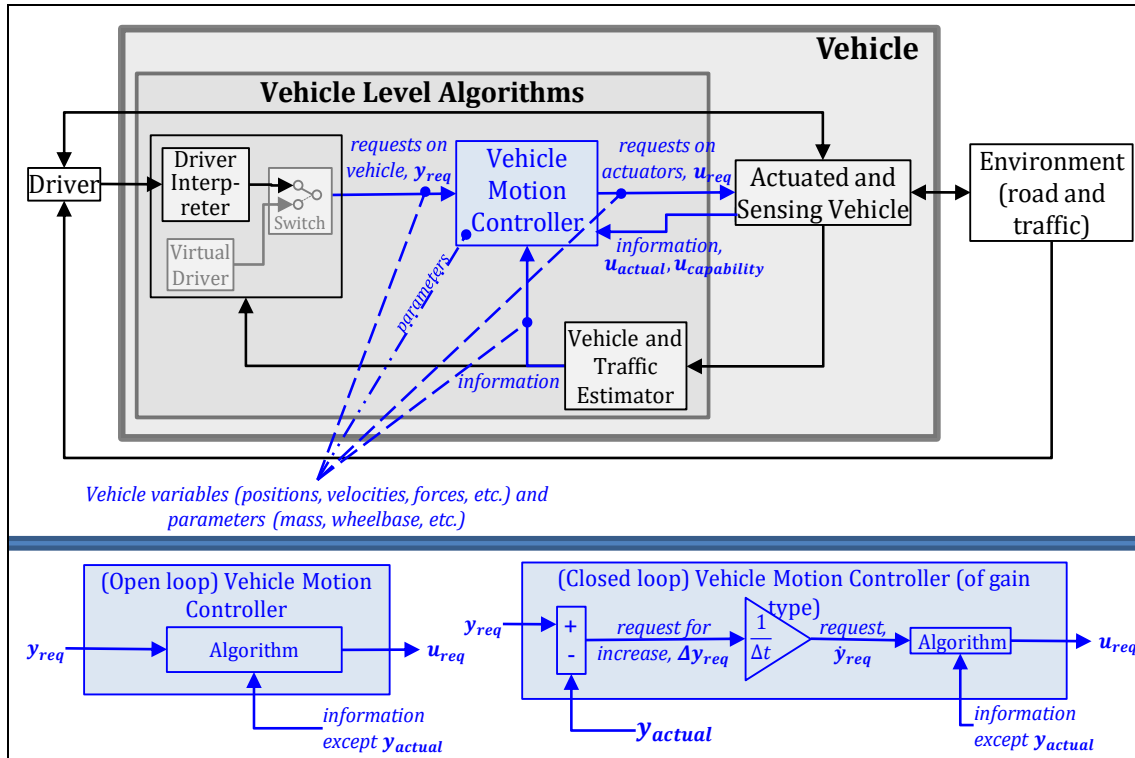 Vehicle
Vehicle Level Algorithms
Driver
Driver
Interp-
reter
Switch
Virtual
Driver
requests on
vehicle, y_req
Vehicle
Motion
Controller
requests on
actuators, u_req
Actuated and
Sensing Vehicle
Environment
(road and
traffic)
information,
u_actual, u_capability
parameters
information
Vehicle and
Traffic
Estimator
Vehicle variables (positions, velocities, forces, etc.) and
parameters (mass, wheelbase, etc.)
(Open loop) Vehicle Motion
Controller
y_req
Algorithm
u_req
information
except y_actual
(Closed loop) Vehicle Motion Controller (of gain
type)
y_req
+
-
request for
increase, Δy_req
1
Δt
request,
ẏ_req
Algorithm
u_req
y_actual
information
except y_actual